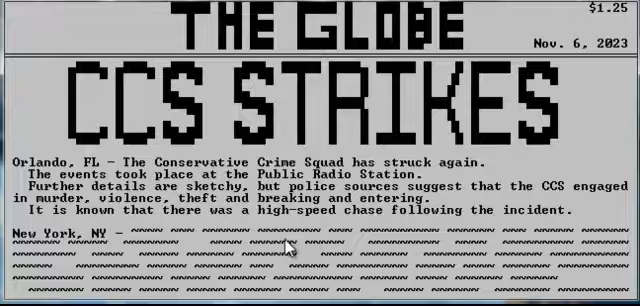 THE GLOBE
$1.25
Nov. 6, 2023
CCS STRIKES
Orlando, FL - The Conservative Crime Squad has struck again.
The events took place at the Public Radio Station.
Further details are sketchy, but police sources suggest that the CCS engaged
in murder, violence, theft and breaking and entering.
It is known that there was a high-speed chase following the incident.
New York, NY -